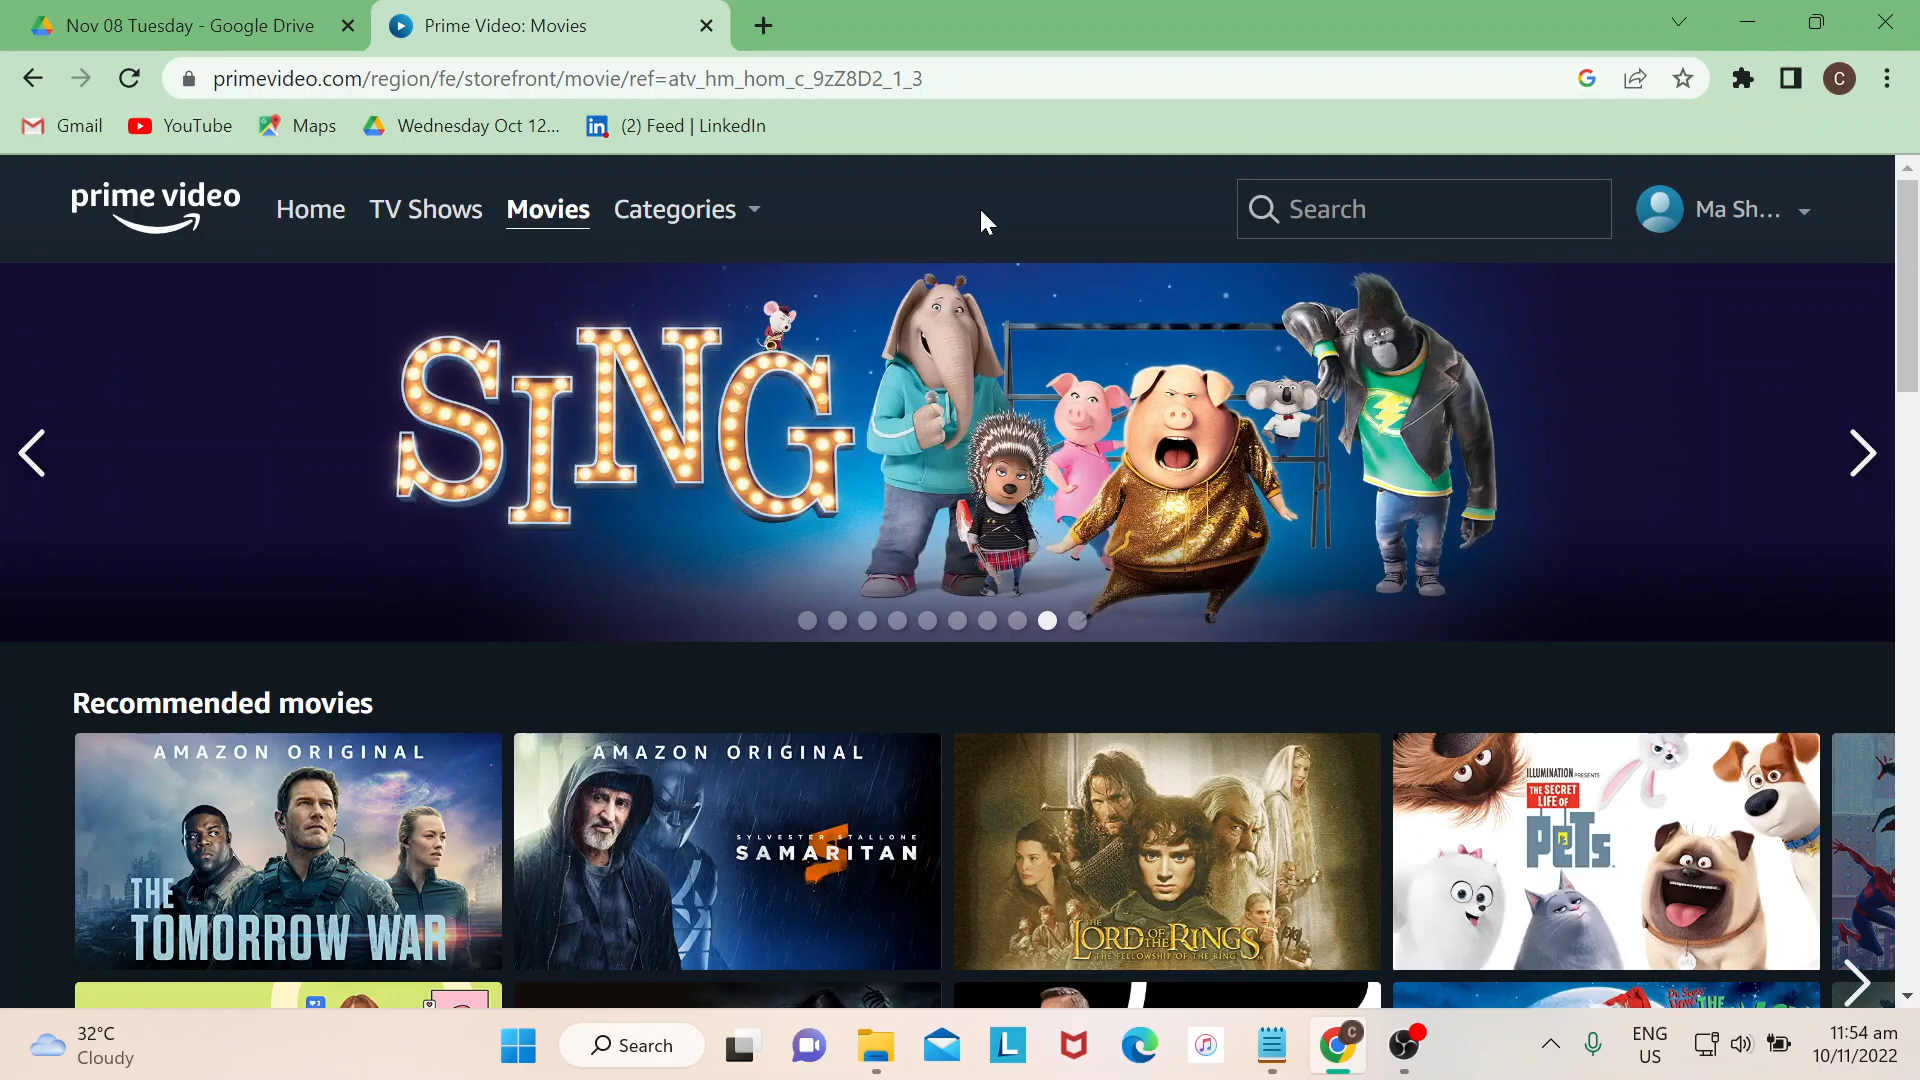 Nov 08 Tuesday - Google Drive
Prime Video: Movies
primevideo.com/region/fe/storefront/movie/ref=atv_hm_hom_c_9zZ8D2_1_3
Gmail
YouTube
Maps
Wednesday Oct 12...
(2) Feed | LinkedIn
prime video
Home
TV Shows
Movies
Categories
Search
Ma Sh...
SING
Recommended movies
AMAZON ORIGINAL
THE
TOMORROW WAR
AMAZON ORIGINAL
SYLVESTER STALLONE
SAMARITAN
THE
LORD OF THE RINGS
THE FELLOWSHIP OF THE RING
ILLUMINATION PRESENTS
THE SECRET
LIFE OF
PETS
32°C
Cloudy
Search
ENG
US
11:54 am
10/11/2022